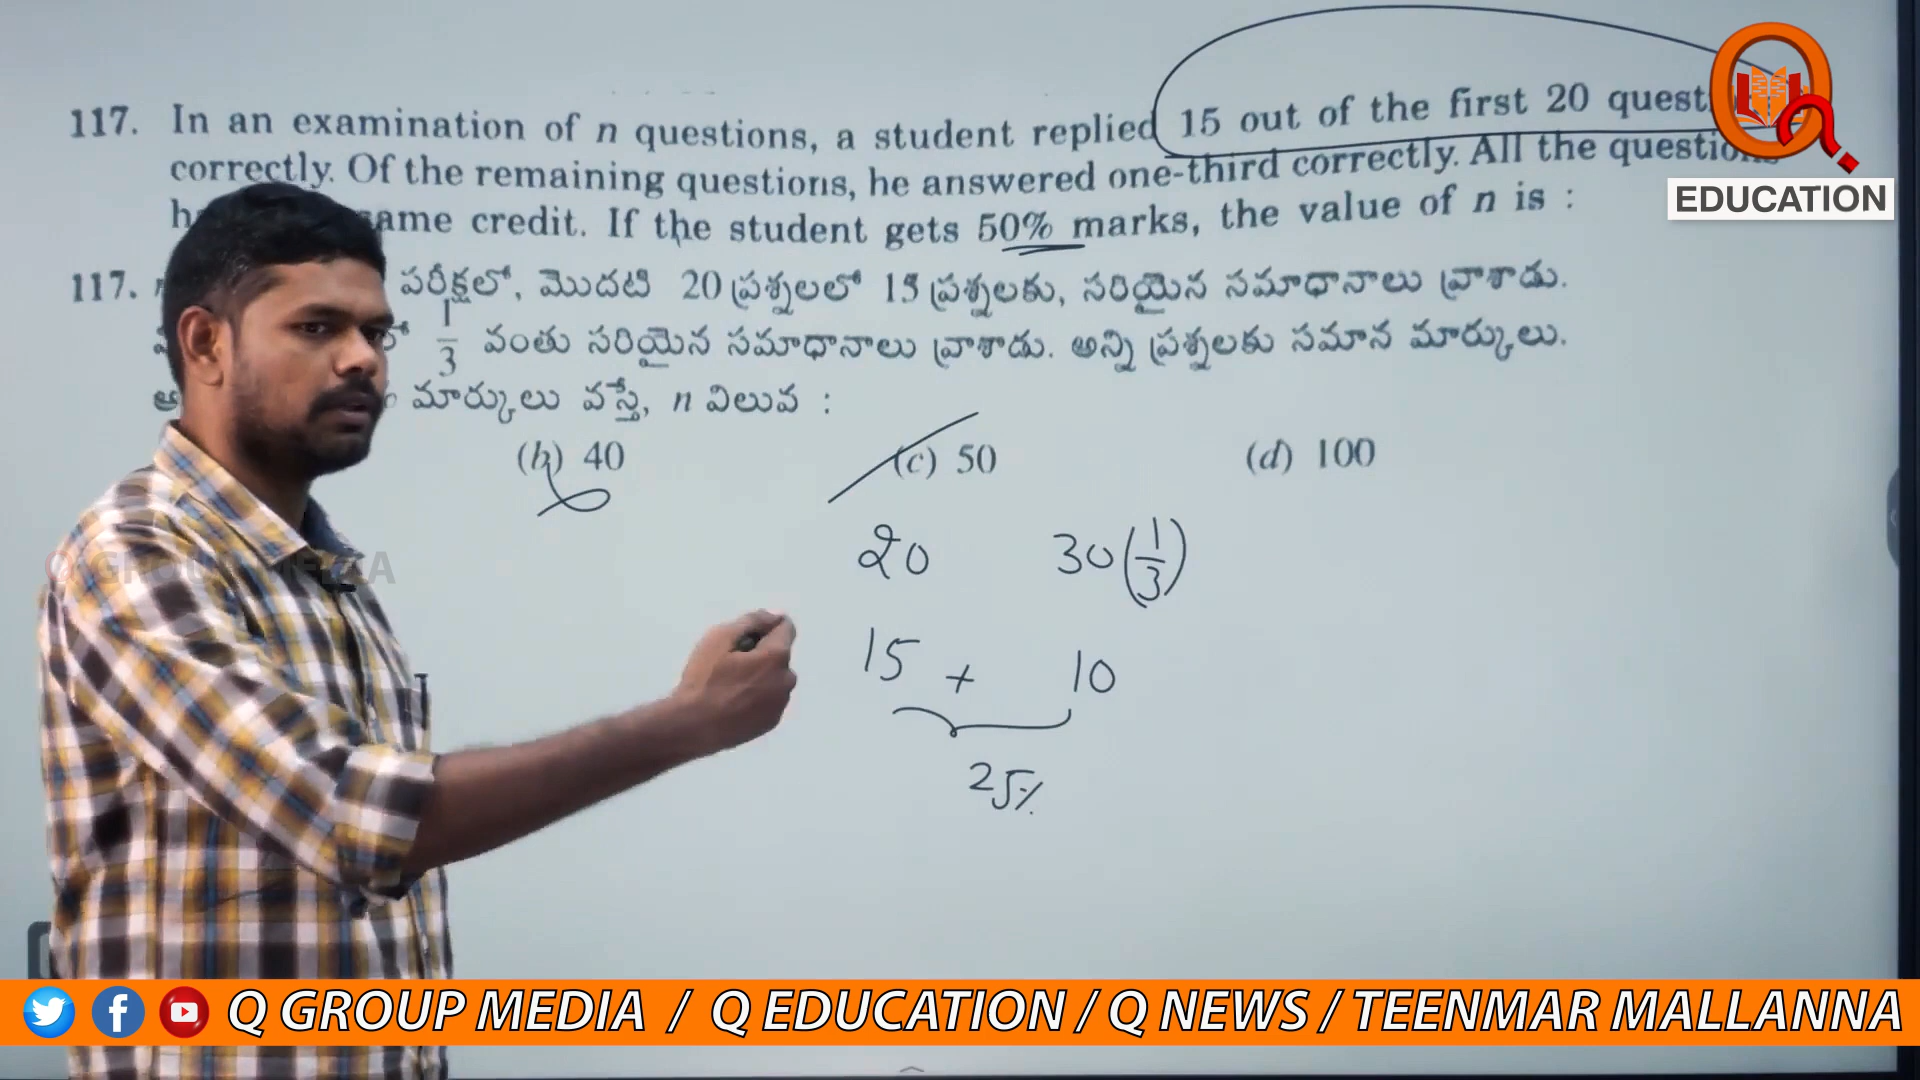 117. In an examination of n questions, a student replied 15 out of the first 20
correctly. Of the remaining questions, he answered one-third correctly. All the
same credit. If the student gets 50% marks, the value of n is :
117. పరీక్షలో, మొదటి 20 ప్రశ్నలలో 15 ప్రశ్నలకు, సరియైన సమాధానాలు వ్రాశాడు.
1/3 వంతు సరియైన సమాధానాలు వ్రాశాడు. అన్ని ప్రశ్నలకు సమాన మార్కులు.
మార్కులు వస్తే, n విలువ :
(b) 40 (c) 50 (d) 100
20 30(1/3)
15 + 10
25%
EDUCATION
Q GROUP MEDIA
Q GROUP MEDIA / Q EDUCATION / Q NEWS / TEENMAR MALLANNA